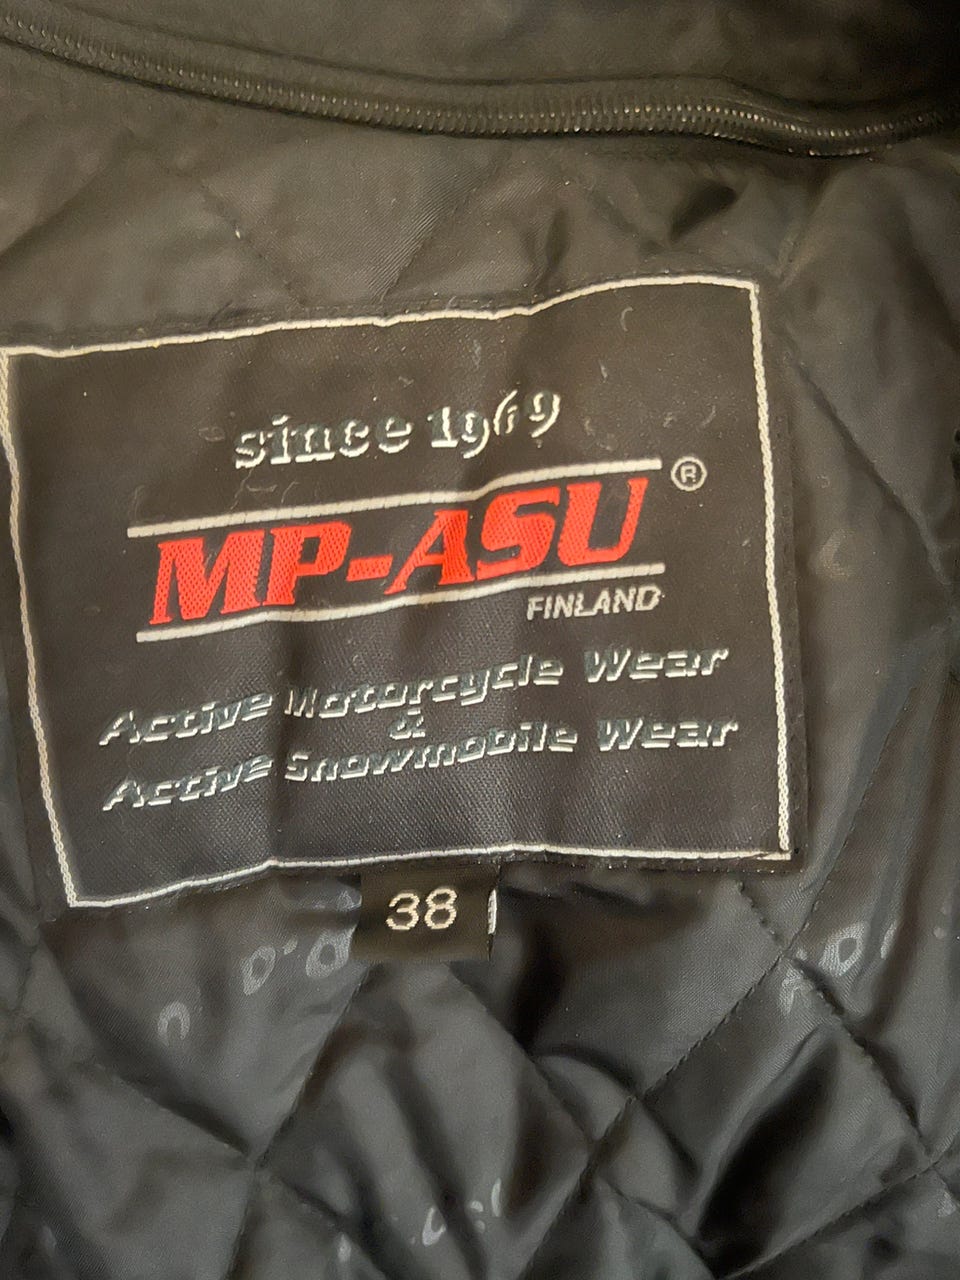 since 1969
MP-ASU ®
FINLAND
Active Motorcycle Wear
&
Active Snowmobile Wear
38